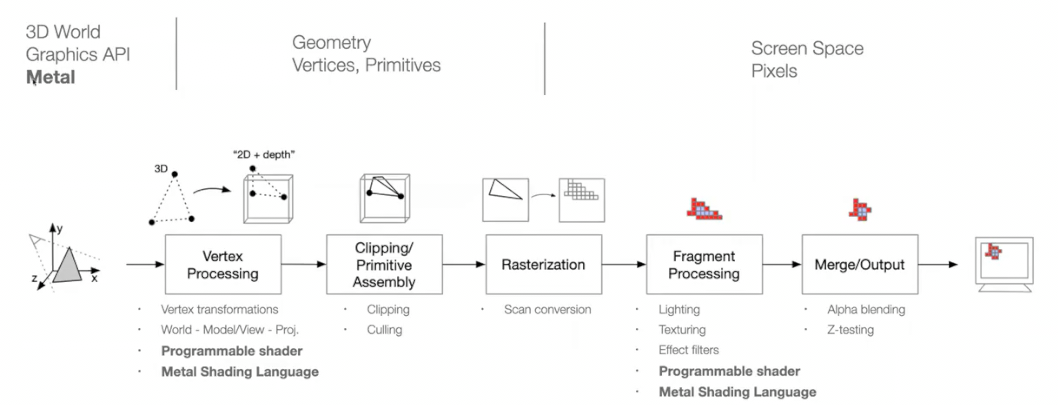 3D World
Graphics API
Metal
Geometry
Vertices, Primitives
Screen Space
Pixels
3D
"2D + depth"
y
x
z
Vertex
Processing
Clipping/
Primitive
Assembly
Rasterization
Fragment
Processing
Merge/Output
· Vertex transformations
· World - Model/View - Proj.
· Programmable shader
· Metal Shading Language
· Clipping
· Culling
· Scan conversion
· Lighting
· Texturing
· Effect filters
· Programmable shader
· Metal Shading Language
· Alpha blending
· Z-testing